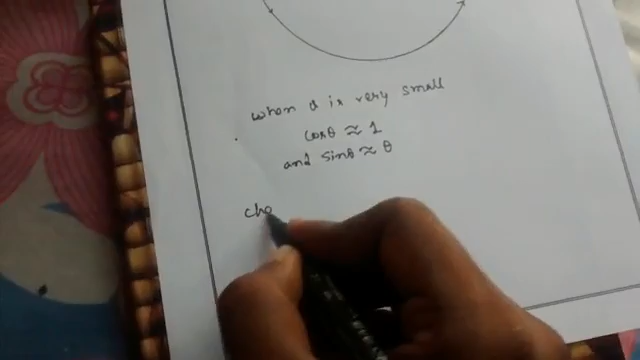 when θ is very small
cosθ ≈ 1
and sinθ ≈ θ
cho